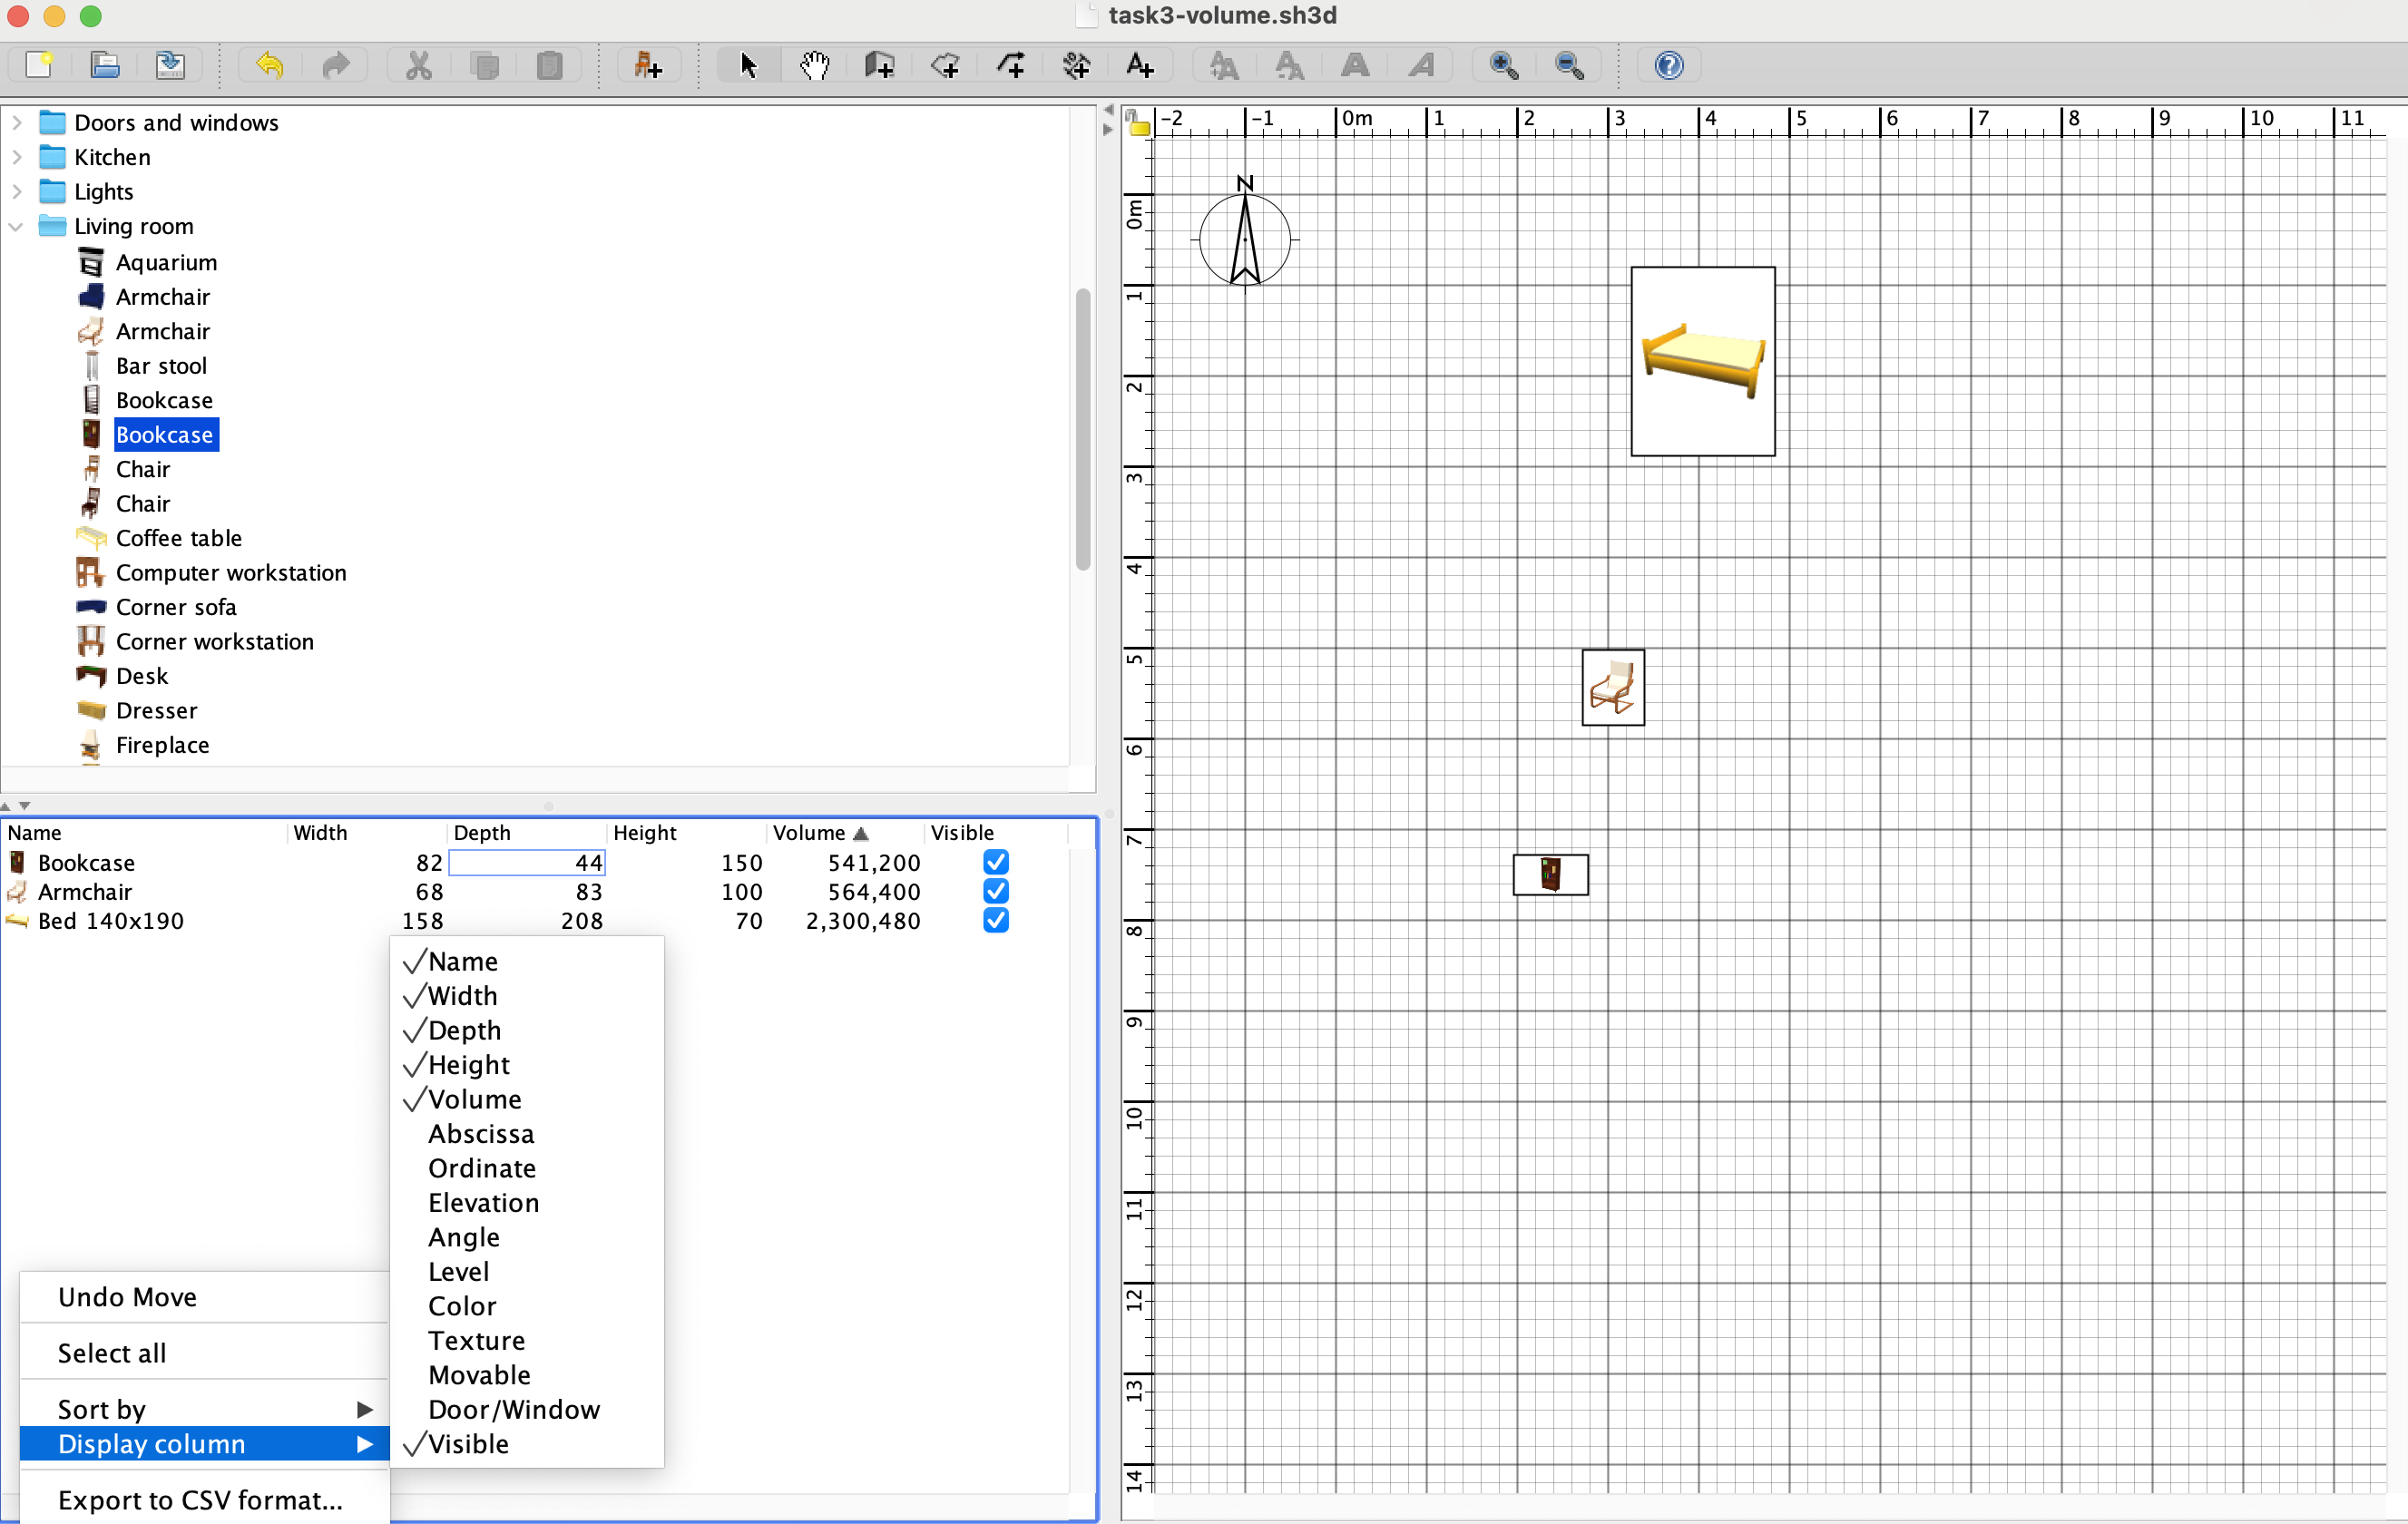 task3-volume.sh3d
Doors and windows
Kitchen
Lights
Living room
Aquarium
Armchair
Armchair
Bar stool
Bookcase
Bookcase
Chair
Chair
Coffee table
Computer workstation
Corner sofa
Corner workstation
Desk
Dresser
Fireplace
Name Width Depth Height Volume Visible
Bookcase 82 44 150 541,200
Armchair 68 83 100 564,400
Bed 140x190 158 208 70 2,300,480
Name
Width
Depth
Height
Volume
Abscissa
Ordinate
Elevation
Angle
Level
Color
Texture
Movable
Door/Window
Visible
Undo Move
Select all
Sort by
Display column
Export to CSV format...
-2 -1 0m 1 2 3 4 5 6 7 8 9 10 11
N
0m
1
2
3
4
5
6
7
8
9
10
11
12
13
14